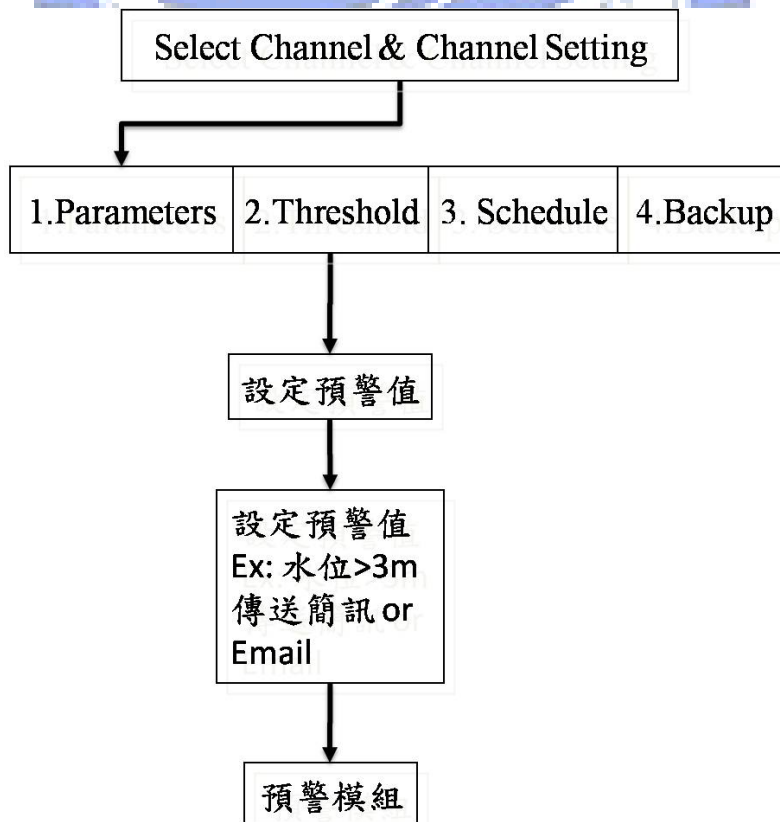 Select Channel & Channel Setting
1.Parameters
2.Threshold
3. Schedule
4.Backup
設定預警值
設定預警值
Ex: 水位>3m
傳送簡訊 or
Email
預警模組